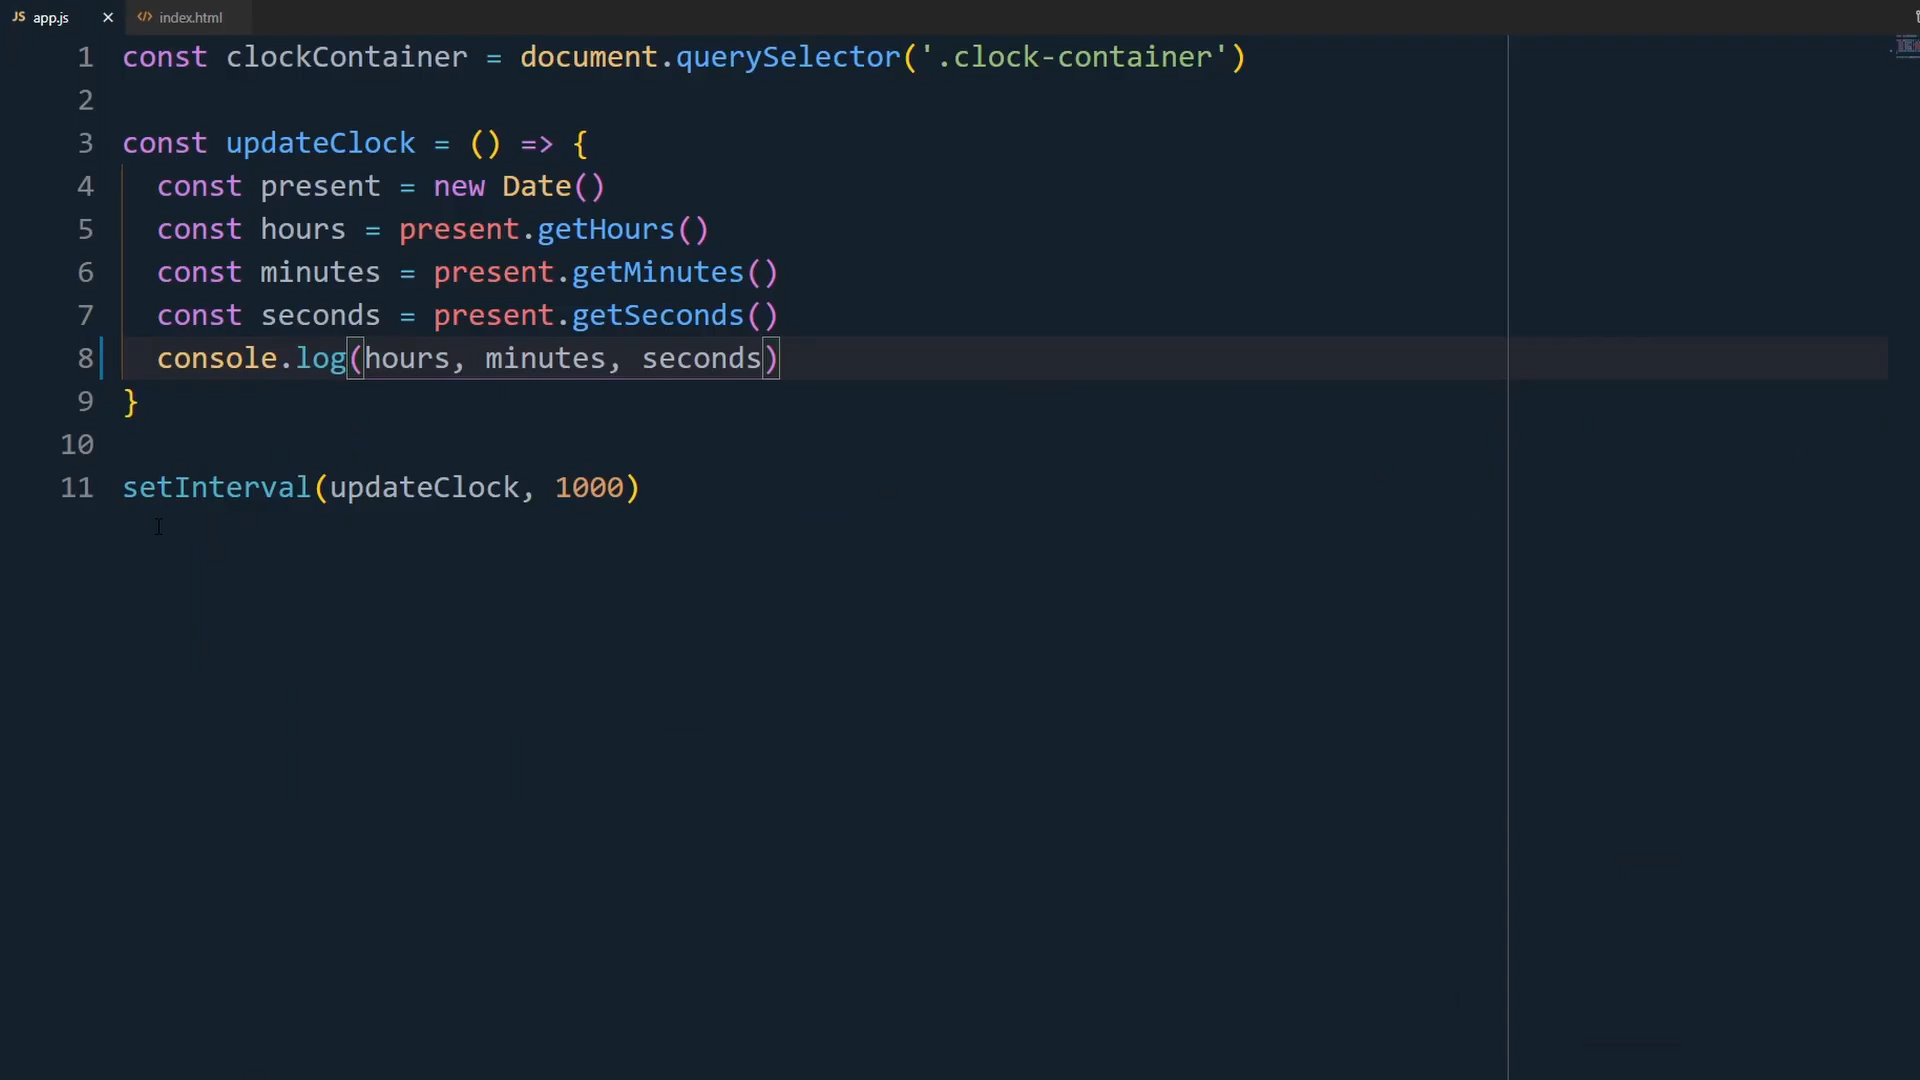 JS app.js × </> index.html
1 const clockContainer = document.querySelector('.clock-container')
2
3 const updateClock = () => {
4   const present = new Date()
5   const hours = present.getHours()
6   const minutes = present.getMinutes()
7   const seconds = present.getSeconds()
8   console.log(hours, minutes, seconds)
9 }
10
11 setInterval(updateClock, 1000)